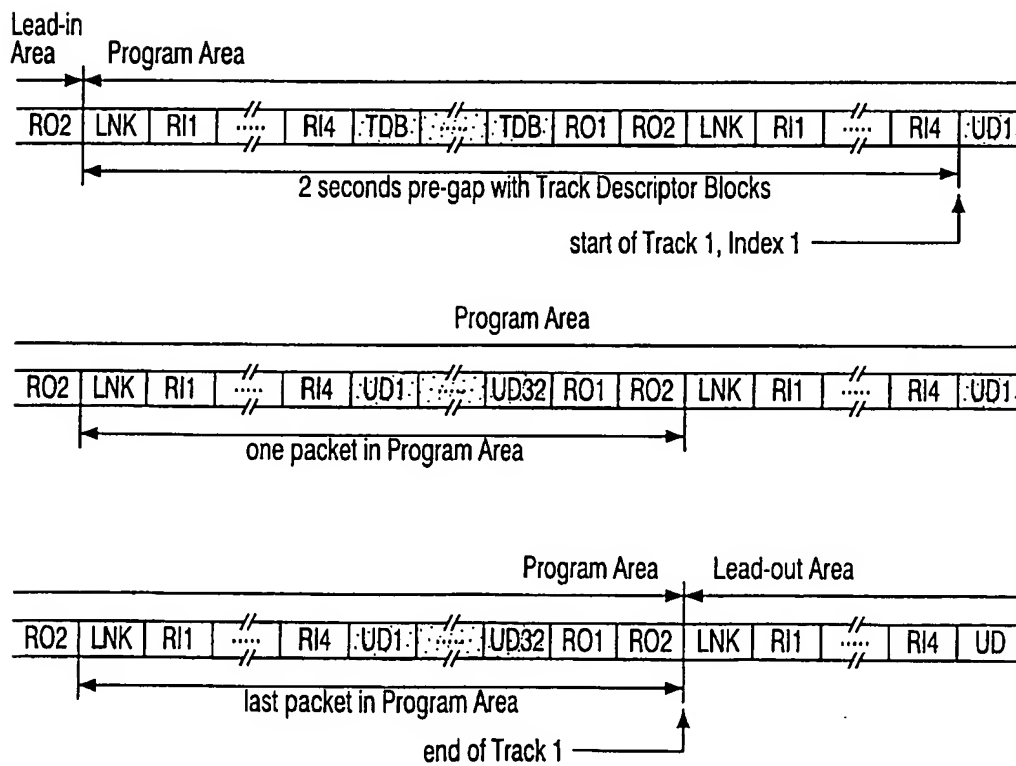 Lead-in
Area Program Area
RO2 LNK RI1 ..... RI4 TDB ..... TDB RO1 RO2 LNK RI1 ..... RI4 UD1
2 seconds pre-gap with Track Descriptor Blocks
start of Track 1, Index 1
Program Area
RO2 LNK RI1 ..... RI4 UD1 ..... UD32 RO1 RO2 LNK RI1 ..... RI4 UD1
one packet in Program Area
Program Area Lead-out Area
RO2 LNK RI1 ..... RI4 UD1 ..... UD32 RO1 RO2 LNK RI1 ..... RI4 UD
last packet in Program Area
end of Track 1